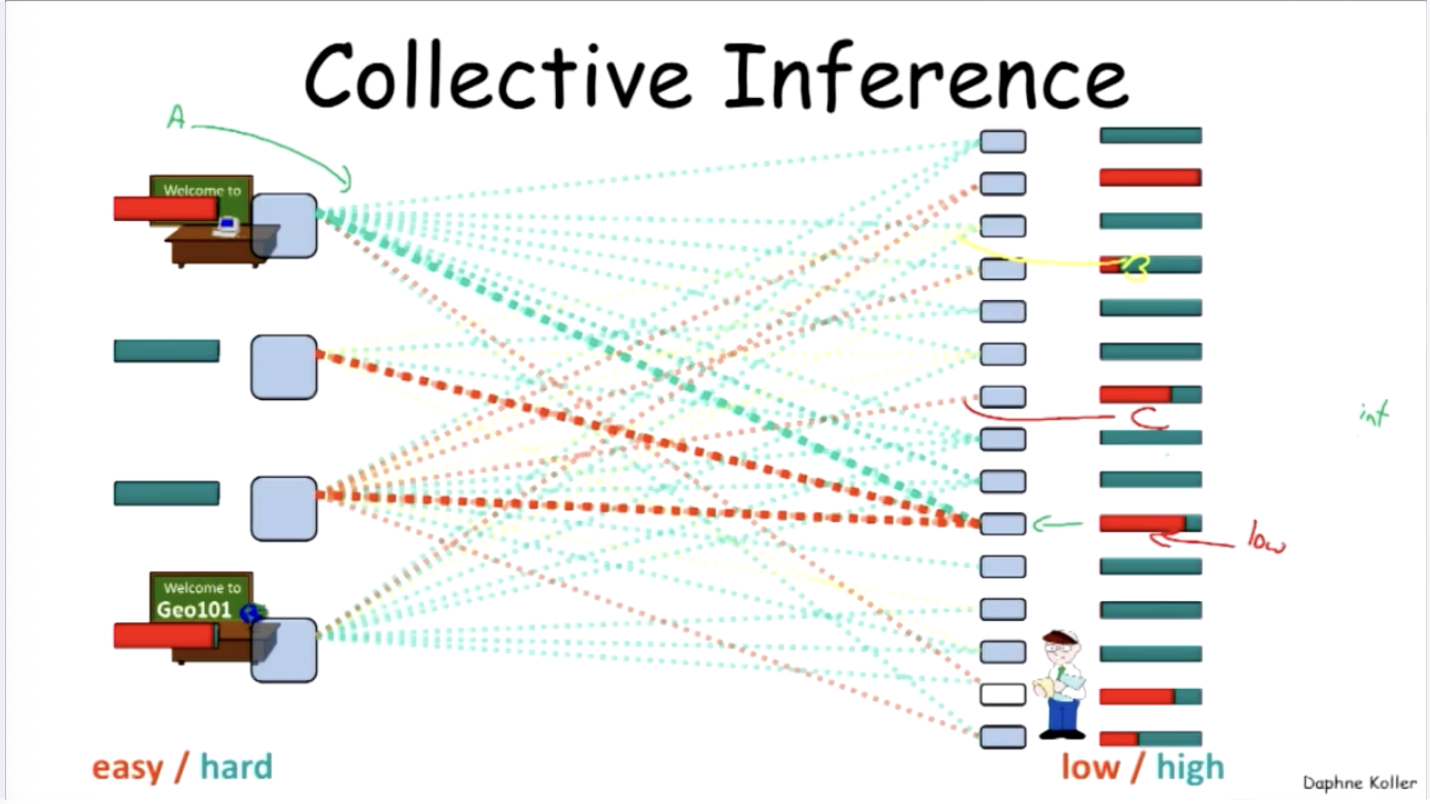 Collective Inference
A
Welcome to
B
C
int
low
Welcome to
Geo101
easy / hard
low / high
Daphne Koller